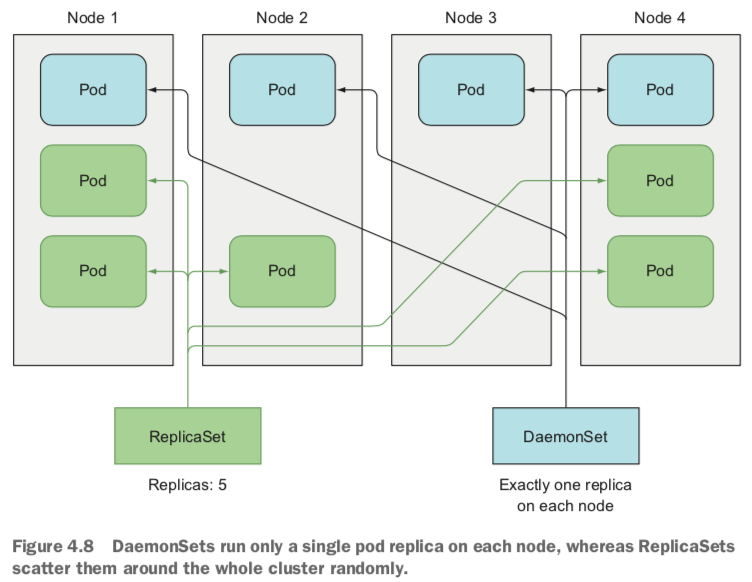 Node 1
Node 2
Node 3
Node 4
Pod
Pod
Pod
Pod
Pod
Pod
Pod
Pod
Pod
ReplicaSet
DaemonSet
Replicas: 5
Exactly one replica
on each node
Figure 4.8 DaemonSets run only a single pod replica on each node, whereas ReplicaSets
scatter them around the whole cluster randomly.